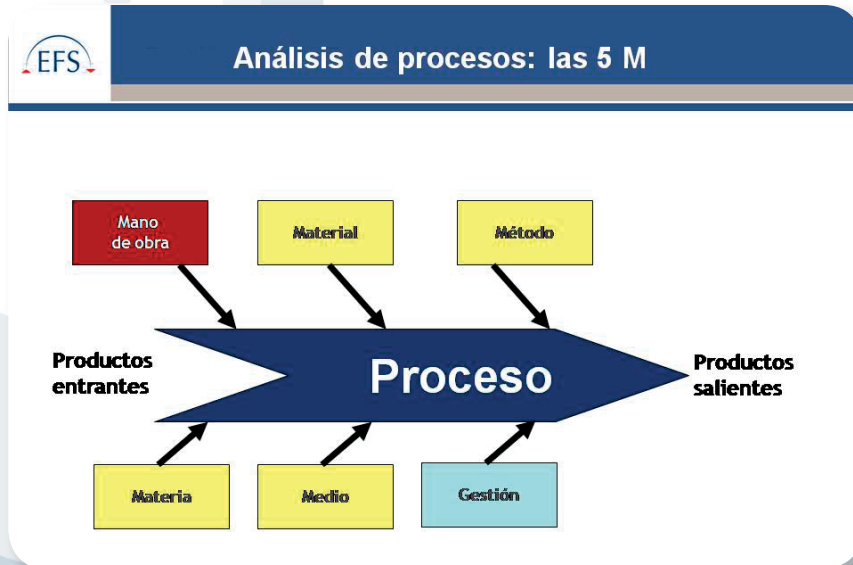 EFS
Análisis de procesos: las 5 M
Mano
de obra
Material
Método
Productos
entrantes
Proceso
Productos
salientes
Materia
Medio
Gestión